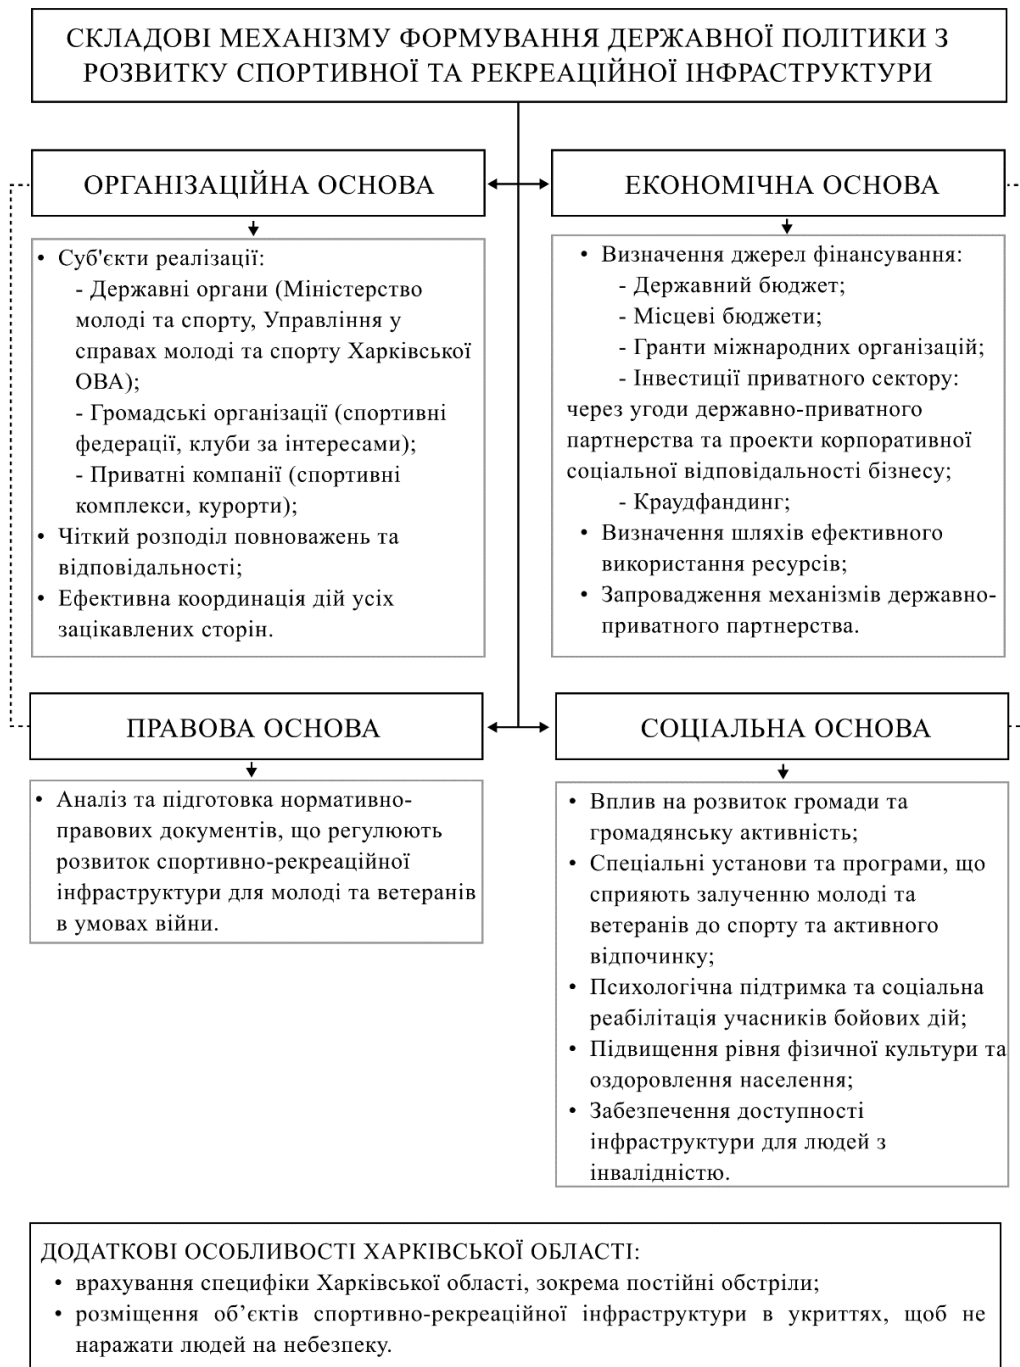 СКЛАДОВІ МЕХАНІЗМУ ФОРМУВАННЯ ДЕРЖАВНОЇ ПОЛІТИКИ З
РОЗВИТКУ СПОРТИВНОЇ ТА РЕКРЕАЦІЙНОЇ ІНФРАСТРУКТУРИ
ОРГАНІЗАЦІЙНА ОСНОВА
• Суб'єкти реалізації:
- Державні органи (Міністерство
молоді та спорту, Управління у
справах молоді та спорту Харківської
ОВА);
- Громадські організації (спортивні
федерації, клуби за інтересами);
- Приватні компанії (спортивні
комплекси, курорти);
• Чіткий розподіл повноважень та
відповідальності;
• Ефективна координація дій усіх
зацікавлених сторін.
ЕКОНОМІЧНА ОСНОВА
• Визначення джерел фінансування:
- Державний бюджет;
- Місцеві бюджети;
- Гранти міжнародних організацій;
- Інвестиції приватного сектору:
через угоди державно-приватного
партнерства та проекти корпоративної
соціальної відповідальності бізнесу;
- Краудфандинг;
• Визначення шляхів ефективного
використання ресурсів;
• Запровадження механізмів державно-
приватного партнерства.
ПРАВОВА ОСНОВА
• Аналіз та підготовка нормативно-
правових документів, що регулюють
розвиток спортивно-рекреаційної
інфраструктури для молоді та ветеранів
в умовах війни.
СОЦІАЛЬНА ОСНОВА
• Вплив на розвиток громади та
громадянську активність;
• Спеціальні установи та програми, що
сприяють залученню молоді та
ветеранів до спорту та активного
відпочинку;
• Психологічна підтримка та соціальна
реабілітація учасників бойових дій;
• Підвищення рівня фізичної культури та
оздоровлення населення;
• Забезпечення доступності
інфраструктури для людей з
інвалідністю.
ДОДАТКОВІ ОСОБЛИВОСТІ ХАРКІВСЬКОЇ ОБЛАСТІ:
• врахування специфіки Харківської області, зокрема постійні обстріли;
• розміщення об’єктів спортивно-рекреаційної інфраструктури в укриттях, щоб не
наражати людей на небезпеку.